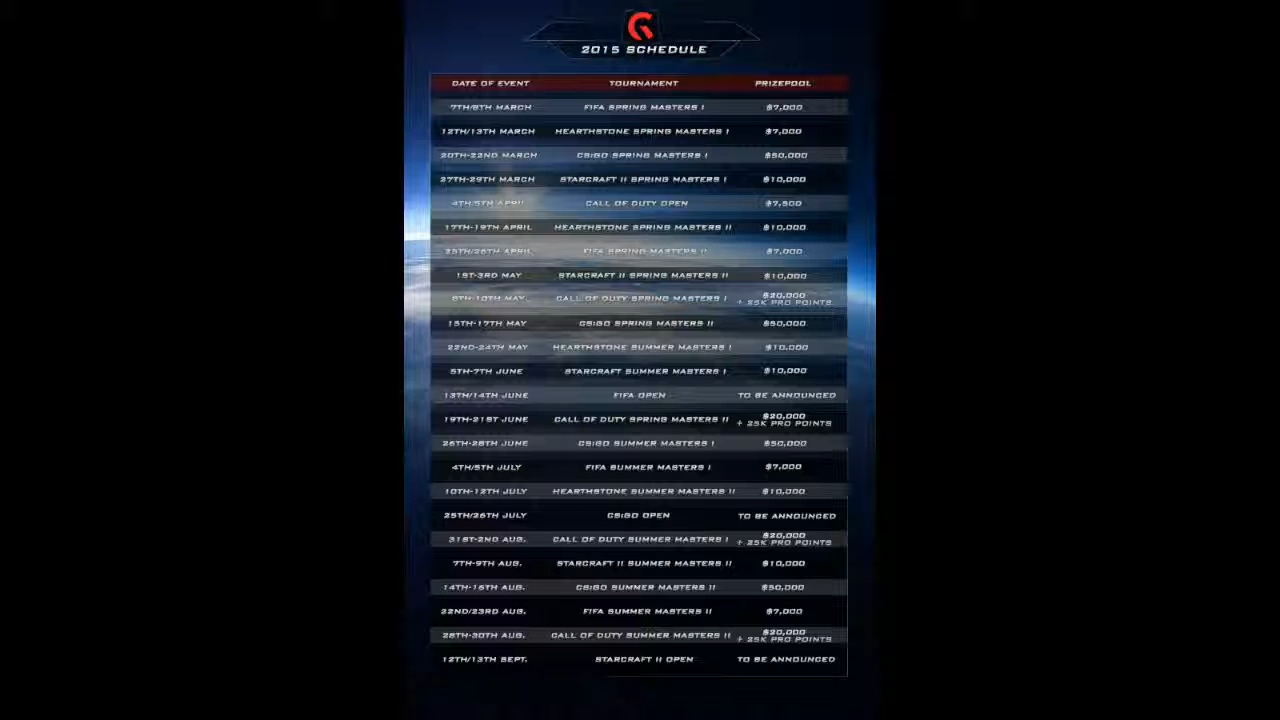 2015 SCHEDULE
DATE OF EVENT TOURNAMENT PRIZEPOOL
7TH/8TH MARCH FIFA SPRING MASTERS I $7,000
12TH/13TH MARCH HEARTHSTONE SPRING MASTERS I $7,000
20TH-22ND MARCH CS:GO SPRING MASTERS I $50,000
27TH-29TH MARCH STARCRAFT II SPRING MASTERS I $10,000
4TH/5TH APRIL CALL OF DUTY OPEN $7,500
17TH-19TH APRIL HEARTHSTONE SPRING MASTERS II $10,000
25TH/26TH APRIL FIFA SPRING MASTERS II $7,000
1ST-3RD MAY STARCRAFT II SPRING MASTERS II $10,000
8TH-10TH MAY CALL OF DUTY SPRING MASTERS I $20,000
+ 25K PRO POINTS
15TH-17TH MAY CS:GO SPRING MASTERS II $50,000
22ND-24TH MAY HEARTHSTONE SUMMER MASTERS I $10,000
5TH-7TH JUNE STARCRAFT SUMMER MASTERS I $10,000
13TH/14TH JUNE FIFA OPEN TO BE ANNOUNCED
19TH-21ST JUNE CALL OF DUTY SPRING MASTERS II $20,000
+ 25K PRO POINTS
26TH-28TH JUNE CS:GO SUMMER MASTERS I $50,000
4TH/5TH JULY FIFA SUMMER MASTERS I $7,000
10TH-12TH JULY HEARTHSTONE SUMMER MASTERS II $10,000
25TH/26TH JULY CS:GO OPEN TO BE ANNOUNCED
31ST-2ND AUG. CALL OF DUTY SUMMER MASTERS I $20,000
+ 25K PRO POINTS
7TH-9TH AUG. STARCRAFT II SUMMER MASTERS II $10,000
14TH-16TH AUG. CS:GO SUMMER MASTERS II $50,000
22ND/23RD AUG. FIFA SUMMER MASTERS II $7,000
28TH-30TH AUG. CALL OF DUTY SUMMER MASTERS II $20,000
+ 25K PRO POINTS
12TH/13TH SEPT. STARCRAFT II OPEN TO BE ANNOUNCED